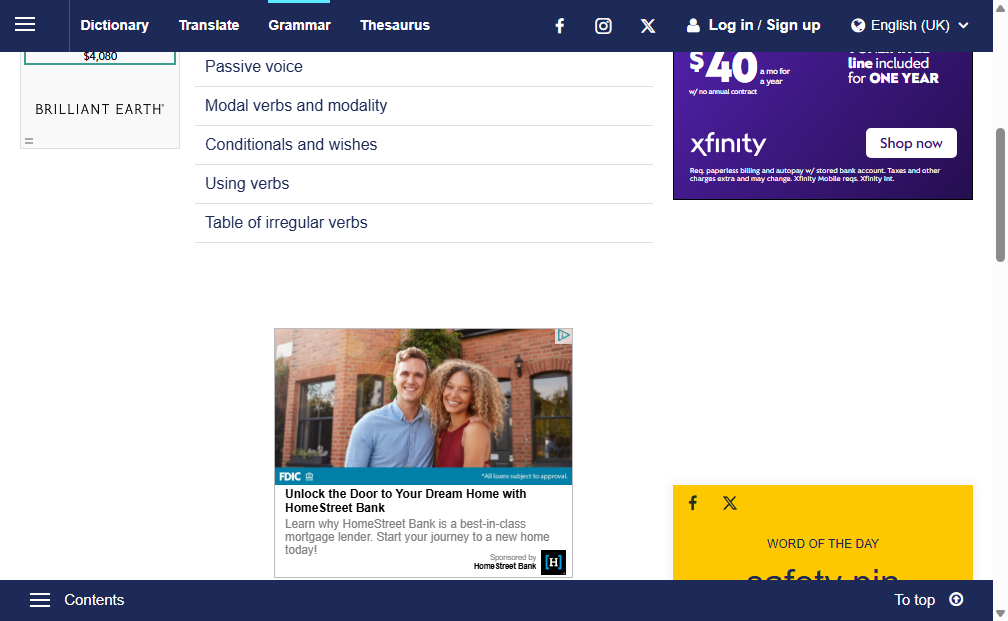 Dictionary Translate Grammar Thesaurus Log in / Sign up English (UK)
$4,080
BRILLIANT EARTH
Passive voice
Modal verbs and modality
Conditionals and wishes
Using verbs
Table of irregular verbs
$40 a mo for
a year
w/ no annual contract
line included
for ONE YEAR
xfinity
Shop now
Req. paperless billing and autopay w/ stored bank account. Taxes and other
charges extra and may change. Xfinity Mobile reqs. Xfinity Int.
FDIC
*All loans subject to approval.
Unlock the Door to Your Dream Home with
HomeStreet Bank
Learn why HomeStreet Bank is a best-in-class
mortgage lender. Start your journey to a new home
today!
Sponsored by
HomeStreet Bank
[H]
WORD OF THE DAY
safety pin
Contents
To top